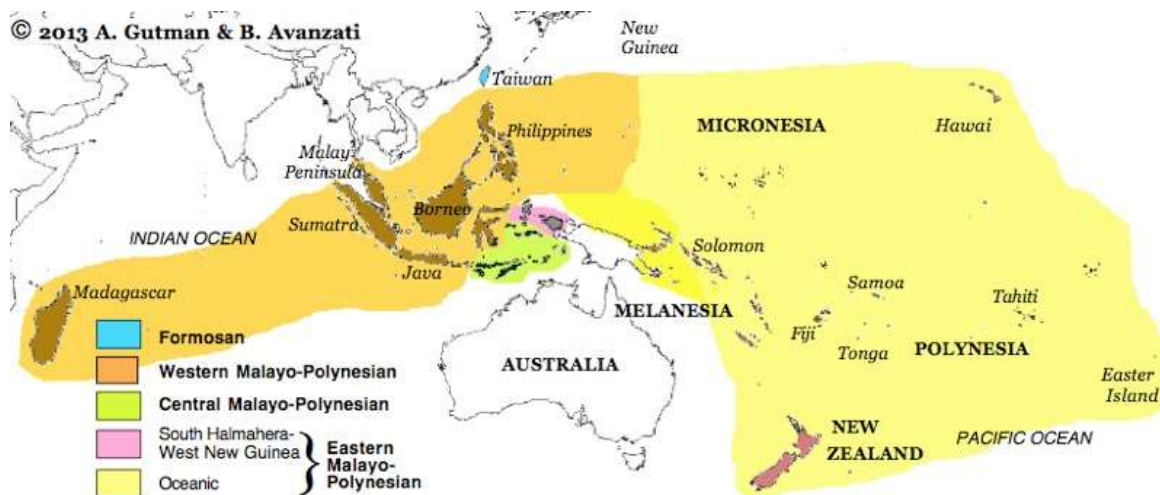 © 2013 A. Gutman & B. Avanzati
New
Guinea
Taiwan
Philippines
MICRONESIA
Hawai
Malay
Peninsula
Borneo
Sumatra
INDIAN OCEAN
Java
Solomon
Madagascar
MELANESIA
Samoa
Tahiti
Fiji
Tonga
POLYNESIA
AUSTRALIA
Easter
Island
NEW
ZEALAND
PACIFIC OCEAN
Formosan
Western Malayo-Polynesian
Central Malayo-Polynesian
South Halmahera-
West New Guinea
Oceanic
Eastern
Malayo-
Polynesian